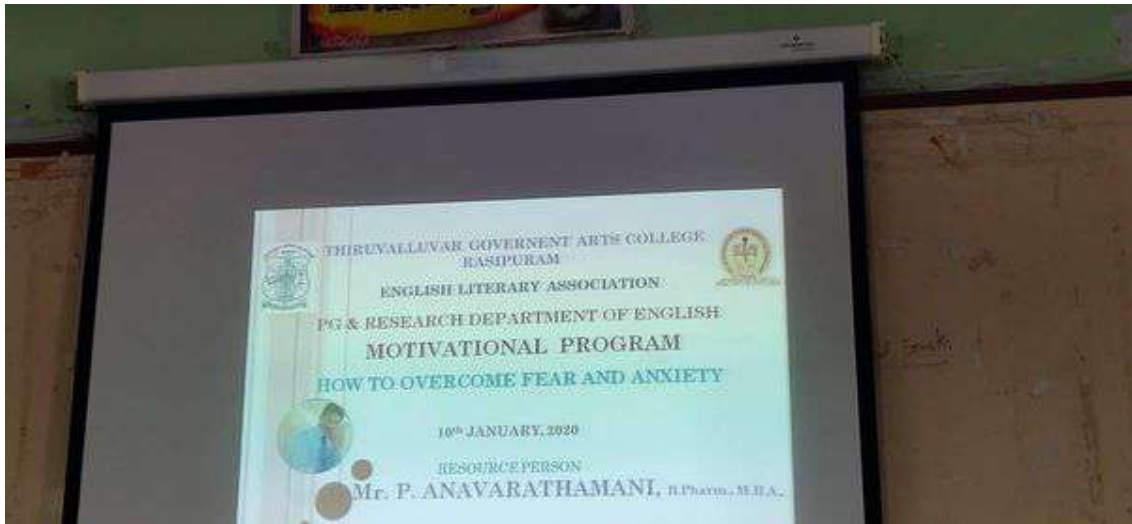 THIRUVALLUVAR GOVERNENT ARTS COLLEGE
RASIPURAM
ENGLISH LITERARY ASSOCIATION
PG & RESEARCH DEPARTMENT OF ENGLISH
MOTIVATIONAL PROGRAM
HOW TO OVERCOME FEAR AND ANXIETY
10th JANUARY, 2020
RESOURCE PERSON
Mr. P. ANAVARATHAMANI, B.Pharm., M.B.A.,